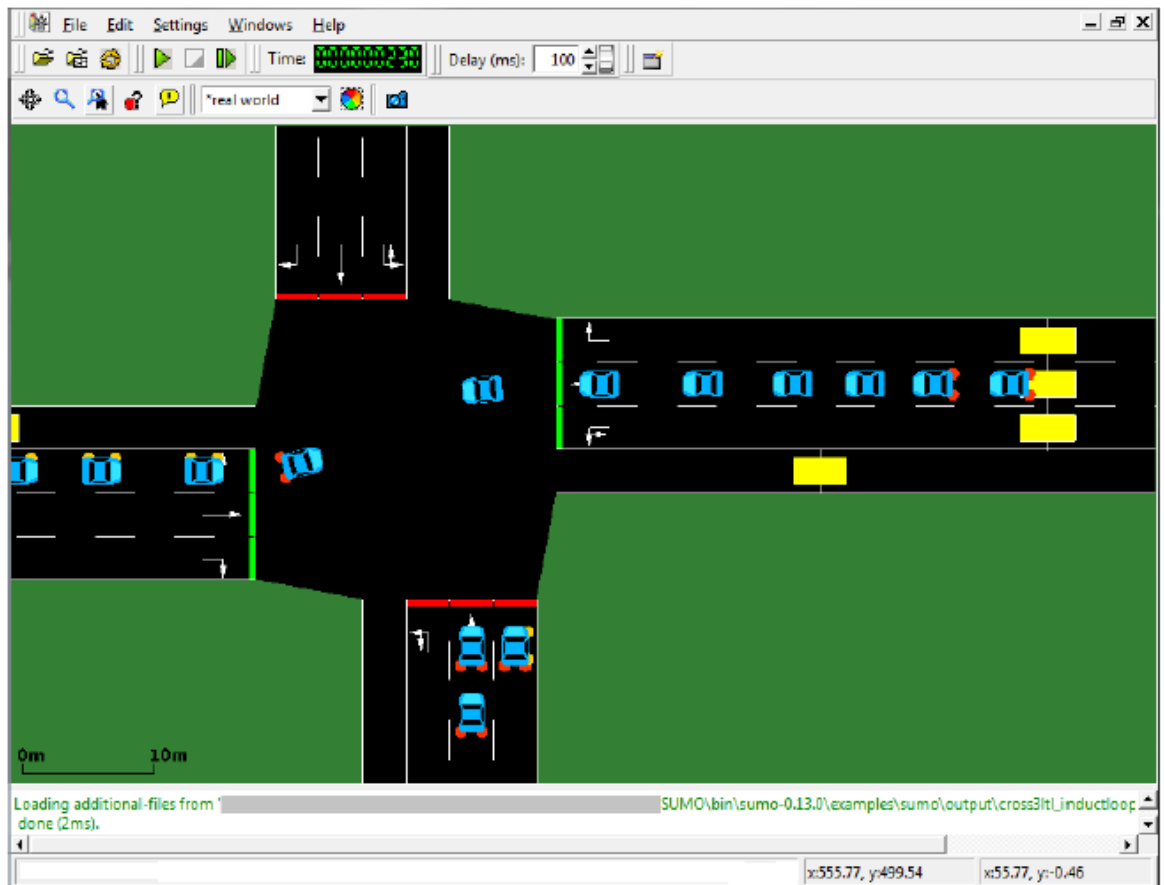 File Edit Settings Windows Help
Time: 000000230 Delay (ms): 100
*real world
0m 10m
Loading additional-files from ' SUMO\bin\sumo-0.13.0\examples\sumo\output\cross3ltl_inductloop
done (2ms).
x:555.77, y:499.54 x:55.77, y:-0.46